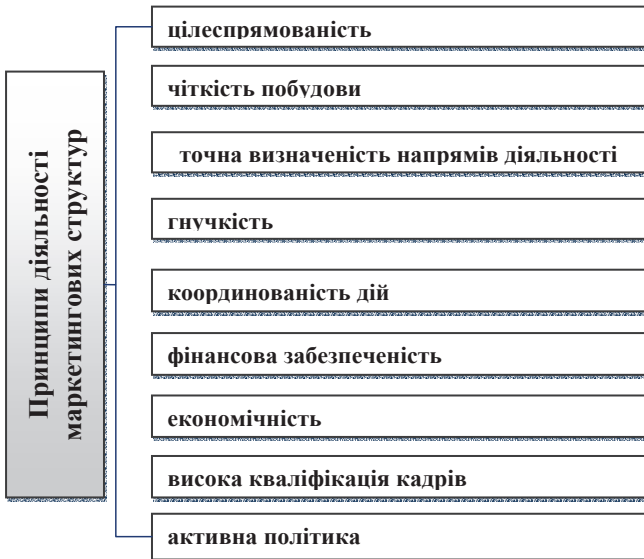 Принципи діяльності
маркетингових структур
цілеспрямованість
чіткість побудови
точна визначеність напрямів діяльності
гнучкість
координованість дій
фінансова забезпеченість
економічність
висока кваліфікація кадрів
активна політика